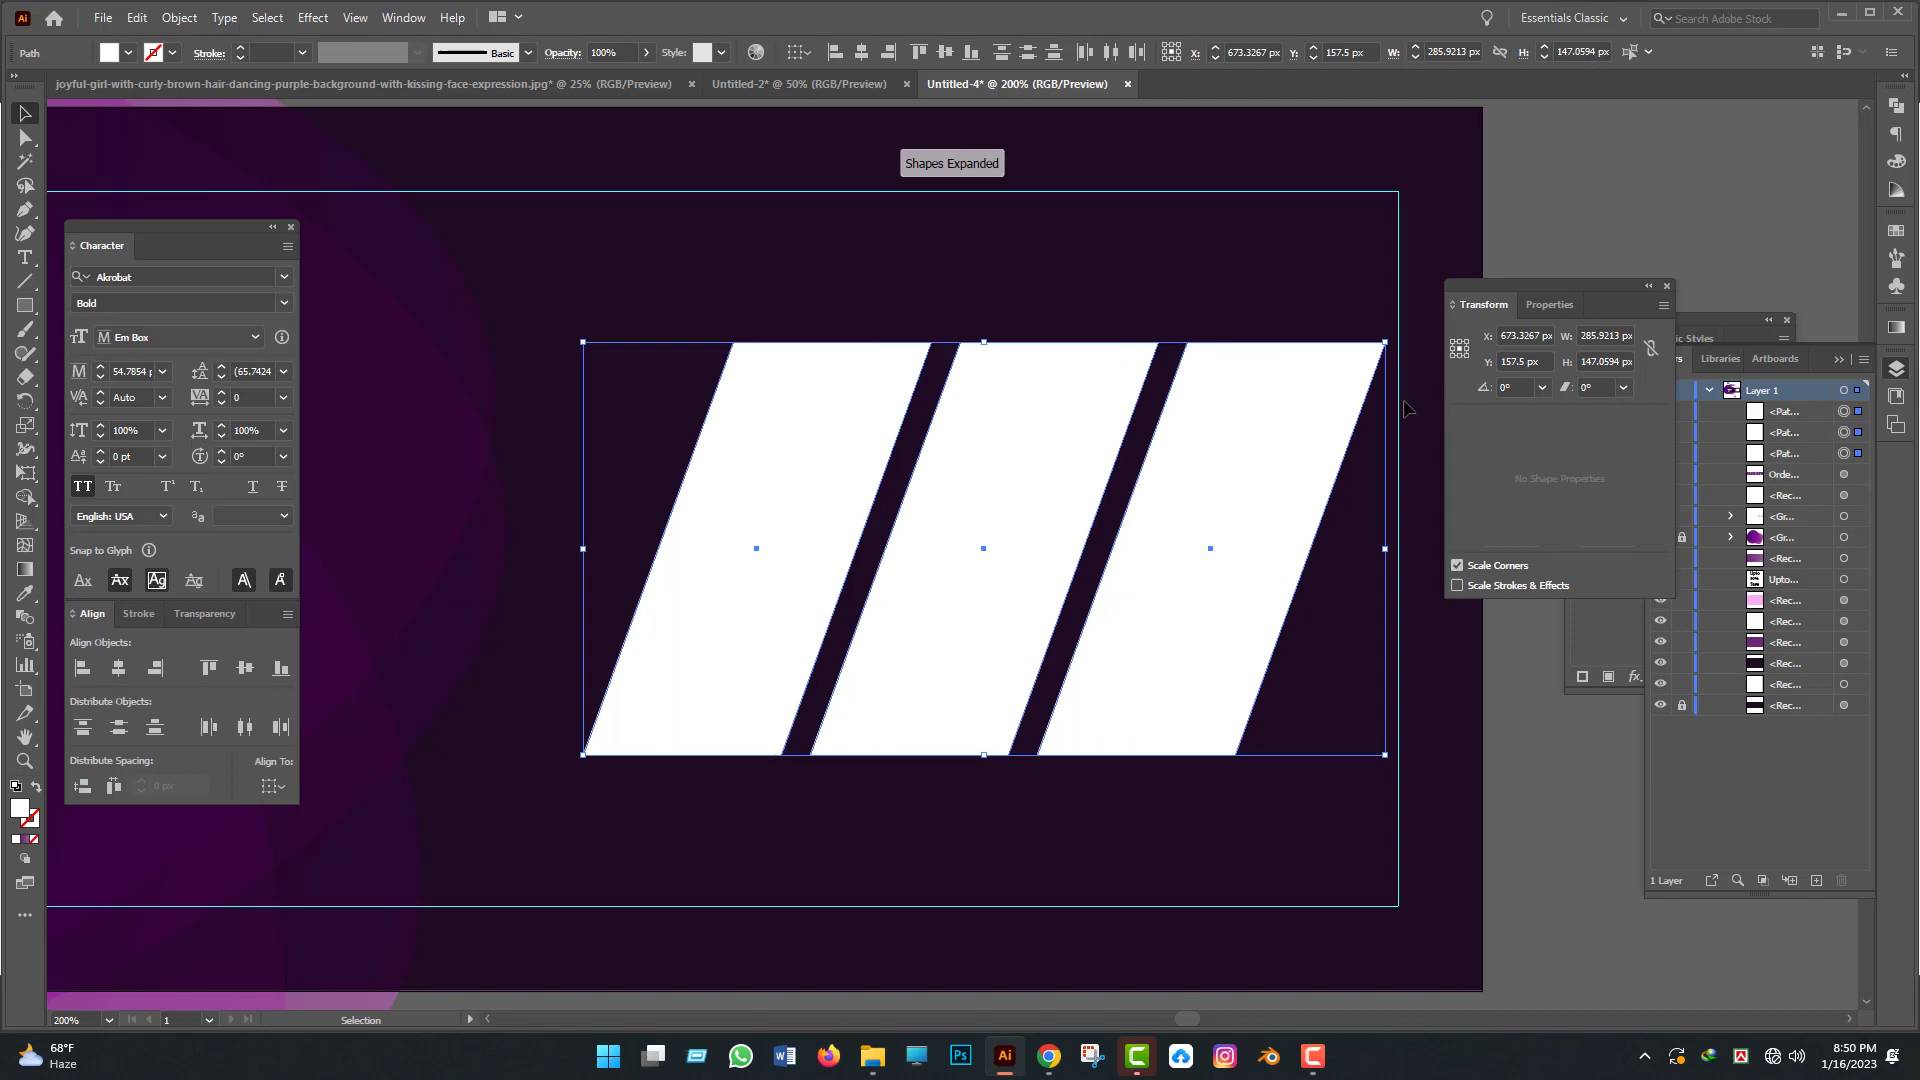 Ai File Edit Object Type Select Effect View Window Help Essentials Classic Search Adobe Stock
Path Stroke: Basic Opacity: 100% Style: X: 673.3267 px Y: 157.5 px W: 285.9213 px H: 147.0594 px
joyful-girl-with-curly-brown-hair-dancing-purple-background-with-kissing-face-expression.jpg* @ 25% (RGB/Preview) Untitled-2* @ 50% (RGB/Preview) Untitled-4* @ 200% (RGB/Preview)
Shapes Expanded
Character
Akrobat
Bold
Em Box
54.7854 p (65.7424
Auto 0
100% 100%
0 pt 0°
English: USA
Snap to Glyph
Align Stroke Transparency
Align Objects:
Distribute Objects:
Distribute Spacing: Align To:
0 px
Transform Properties
X: 673.3267 px W: 285.9213 px
Y: 157.5 px H: 147.0594 px
0° 0°
No Shape Properties
Scale Corners
Scale Strokes & Effects
ic Styles
rs Libraries Artboards
Layer 1
<Pat...
<Pat...
<Pat...
Orde...
<Rec...
<Gr...
<Gr...
<Rec...
Upto...
<Rec...
<Rec...
<Rec...
<Rec...
<Rec...
<Rec...
1 Layer
200% 1 Selection
68°F
Haze
8:50 PM
1/16/2023